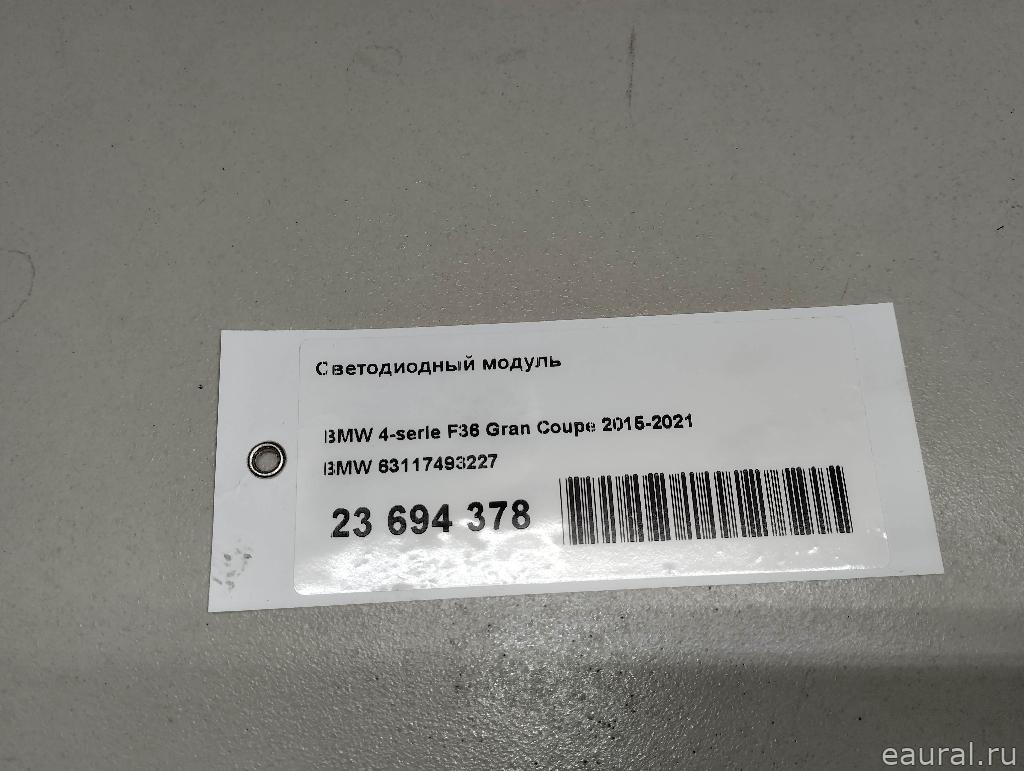 Светодиодный модуль
BMW 4-serie F36 Gran Coupe 2015-2021
BMW 63117493227
23 694 378
eaural.ru